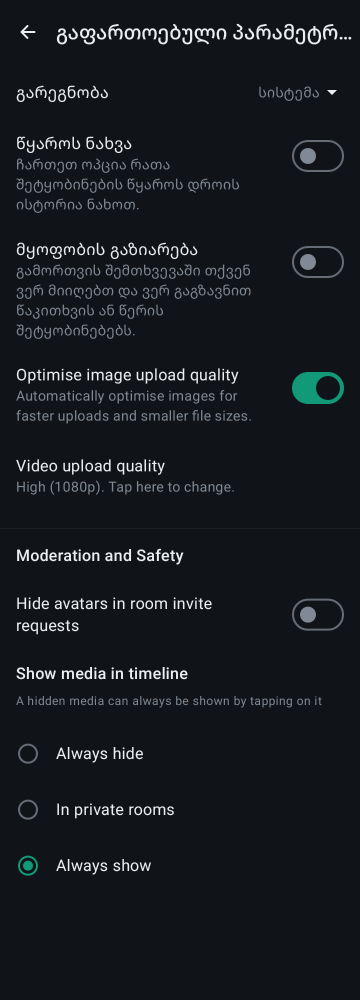 გაფართოებული პარამეტრ...
გარეგნობა
სისტემა
წყაროს ნახვა
ჩართეთ ოპცია რათა
შეტყობინების წყაროს დროის
ისტორია ნახოთ.
მყოფობის გაზიარება
გამორთვის შემთხვევაში თქვენ
ვერ მიიღებთ და ვერ გაგზავნით
წაკითხვის ან წერის
შეტყობინებებს.
Optimise image upload quality
Automatically optimise images for
faster uploads and smaller file sizes.
Video upload quality
High (1080p). Tap here to change.
Moderation and Safety
Hide avatars in room invite
requests
Show media in timeline
A hidden media can always be shown by tapping on it
Always hide
In private rooms
Always show